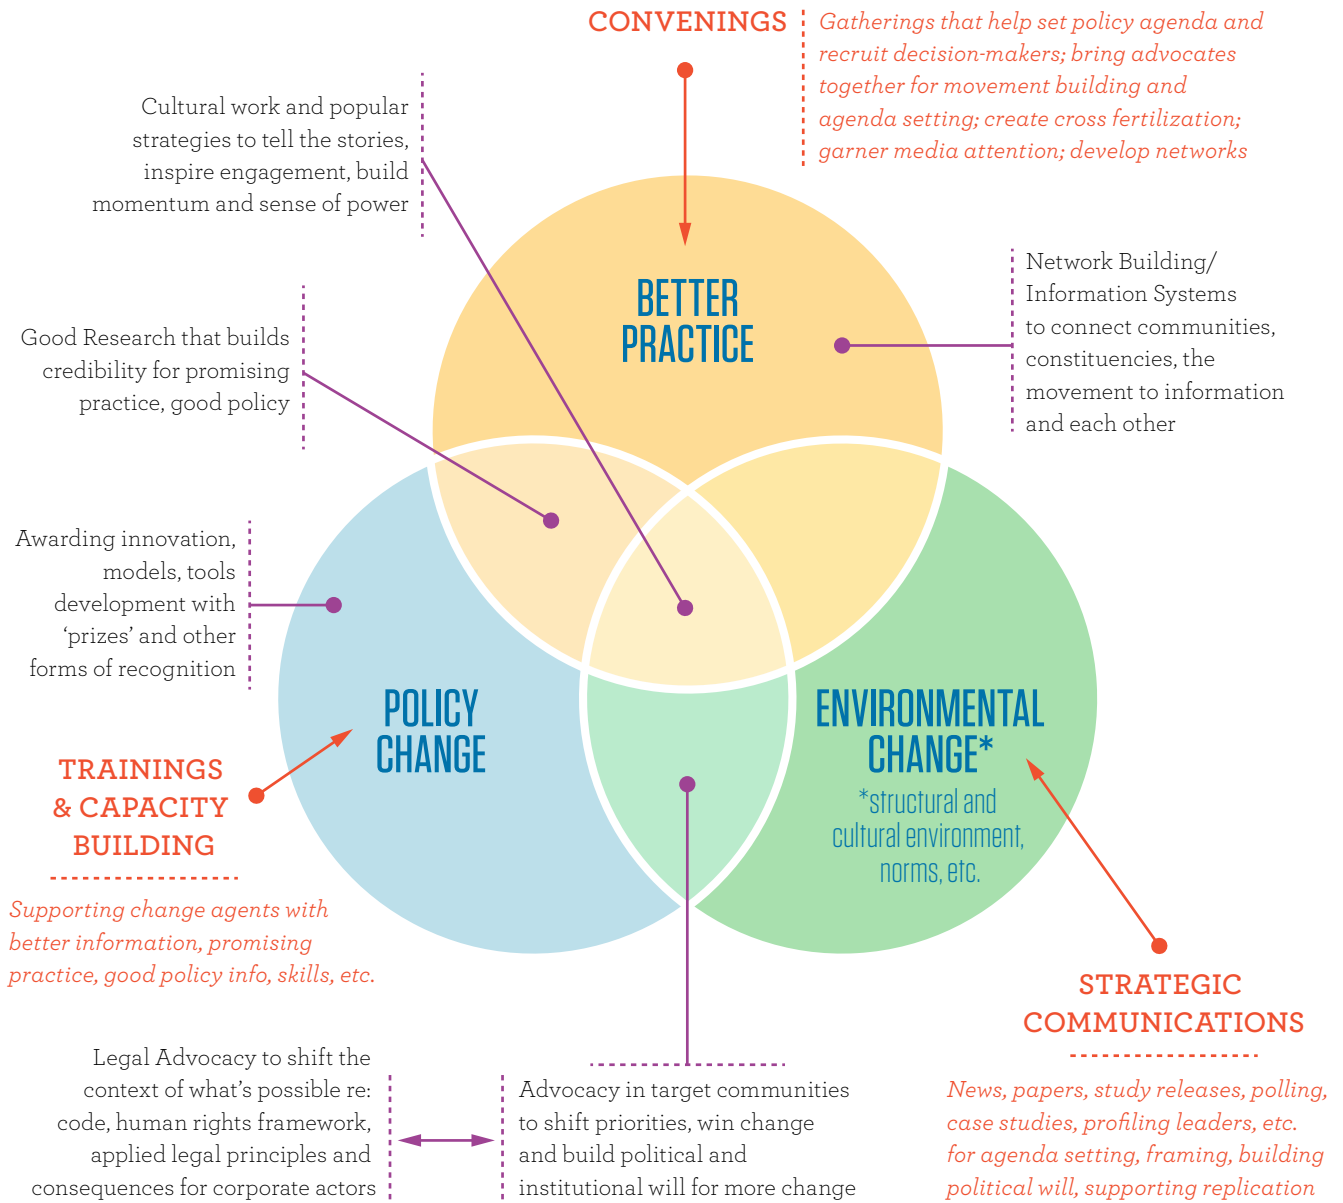 CONVENINGS
Gatherings that help set policy agenda and
recruit decision-makers; bring advocates
together for movement building and
agenda setting; create cross fertilization;
garner media attention; develop networks
Cultural work and popular
strategies to tell the stories,
inspire engagement, build
momentum and sense of power
Network Building/
Information Systems
to connect communities,
constituencies, the
movement to information
and each other
BETTER
PRACTICE
Good Research that builds
credibility for promising
practice, good policy
Awarding innovation,
models, tools
development with
‘prizes’ and other
forms of recognition
POLICY
CHANGE
ENVIRONMENTAL
CHANGE*
*structural and
cultural environment,
norms, etc.
TRAININGS
& CAPACITY
BUILDING
Supporting change agents with
better information, promising
practice, good policy info, skills, etc.
STRATEGIC
COMMUNICATIONS
News, papers, study releases, polling,
case studies, profiling leaders, etc.
for agenda setting, framing, building
political will, supporting replication
Legal Advocacy to shift the
context of what’s possible re:
code, human rights framework,
applied legal principles and
consequences for corporate actors
Advocacy in target communities
to shift priorities, win change
and build political and
institutional will for more change